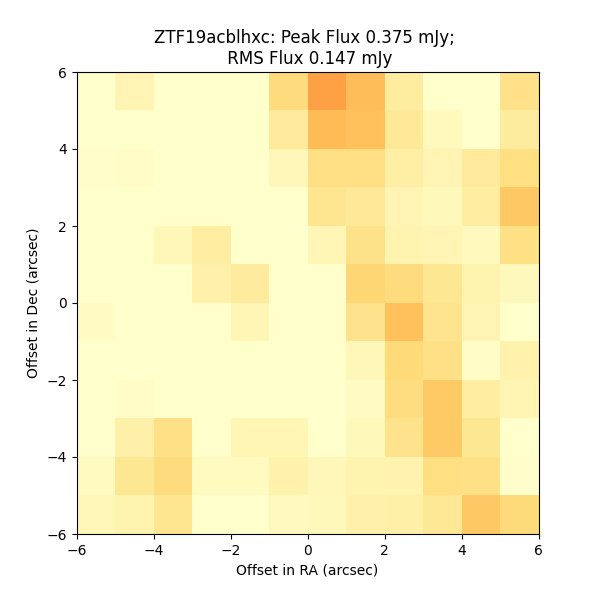 ZTF19acblhxc: Peak Flux 0.375 mJy;
RMS Flux 0.147 mJy
6
4
2
0
−2
−4
−6
Offset in Dec (arcsec)
−6 −4 −2 0 2 4 6
Offset in RA (arcsec)